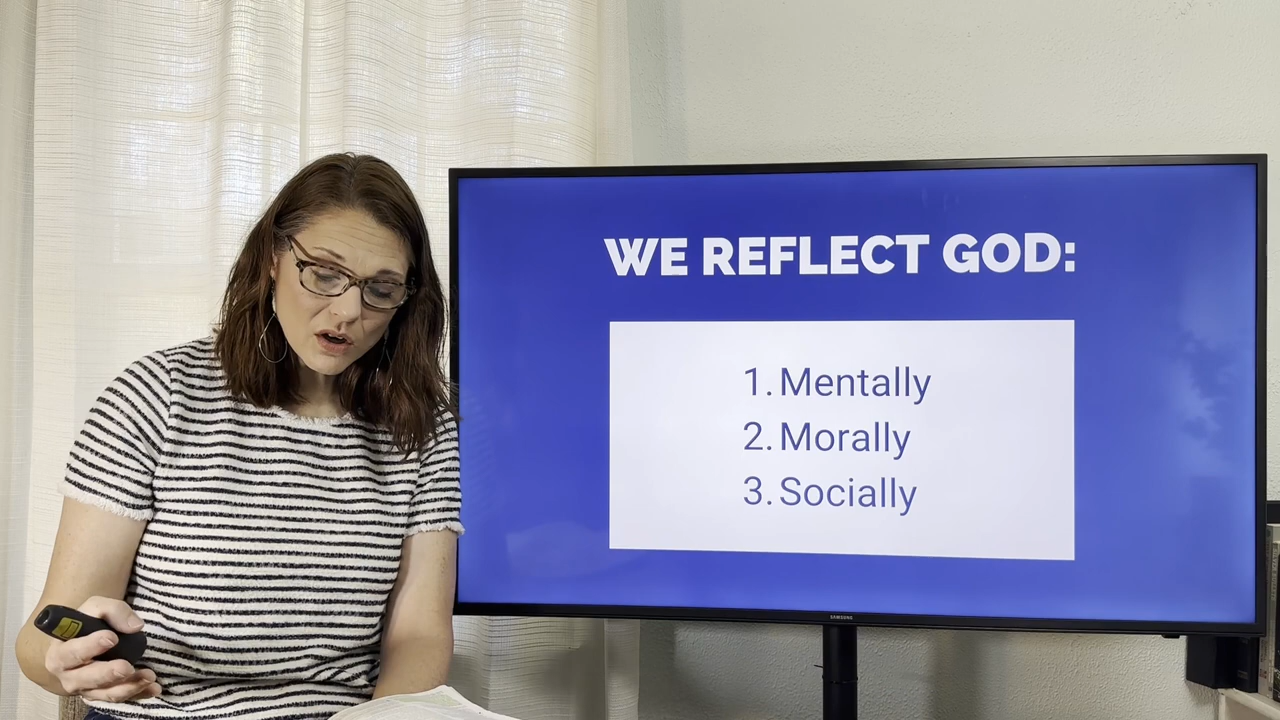 WE REFLECT GOD:
1. Mentally
2. Morally
3. Socially
SAMSUNG